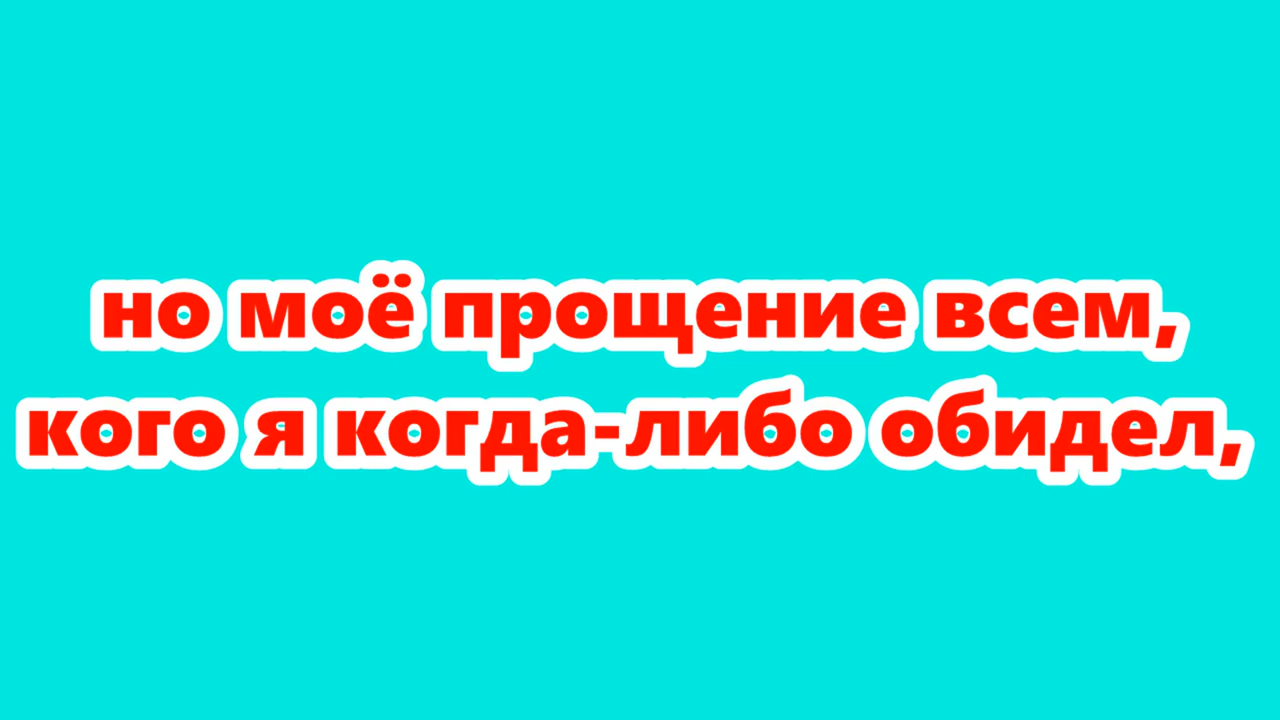 но моё прощение всем,
кого я когда-либо обидел,